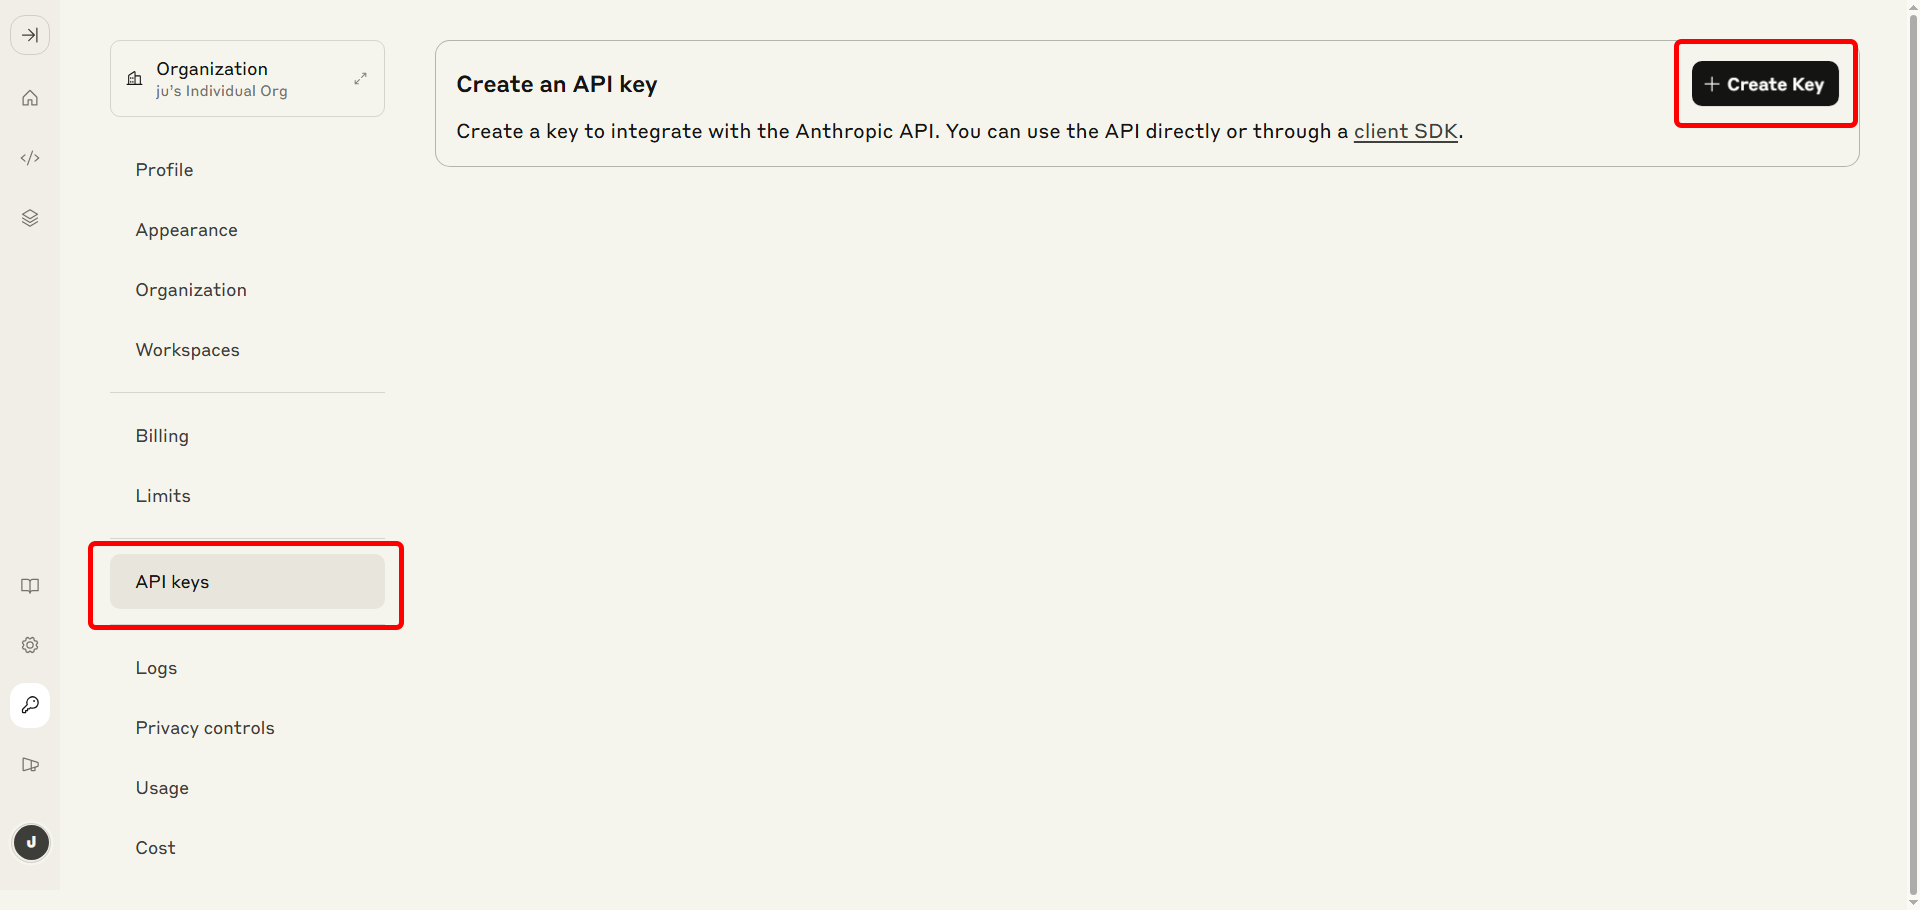 Organization
ju's Individual Org
Profile
Appearance
Organization
Workspaces
Billing
Limits
API keys
Logs
Privacy controls
Usage
Cost
J
Create an API key
Create Key
Create a key to integrate with the Anthropic API. You can use the API directly or through a client SDK.